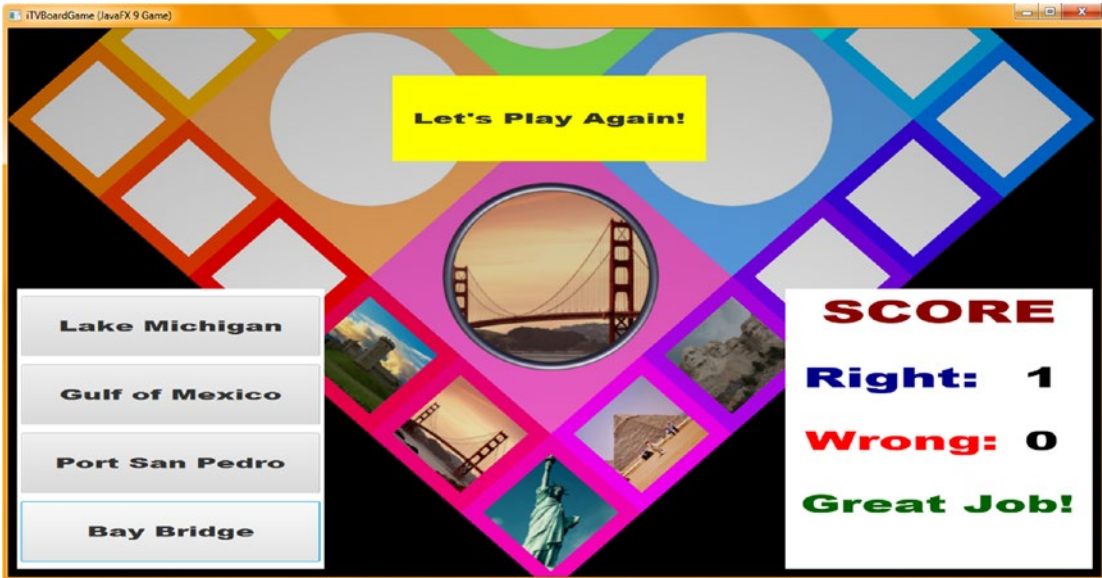 iTVBoardGame (JavaFX 9 Game)
Let's Play Again!
Lake Michigan
Gulf of Mexico
Port San Pedro
Bay Bridge
SCORE
Right: 1
Wrong: 0
Great Job!